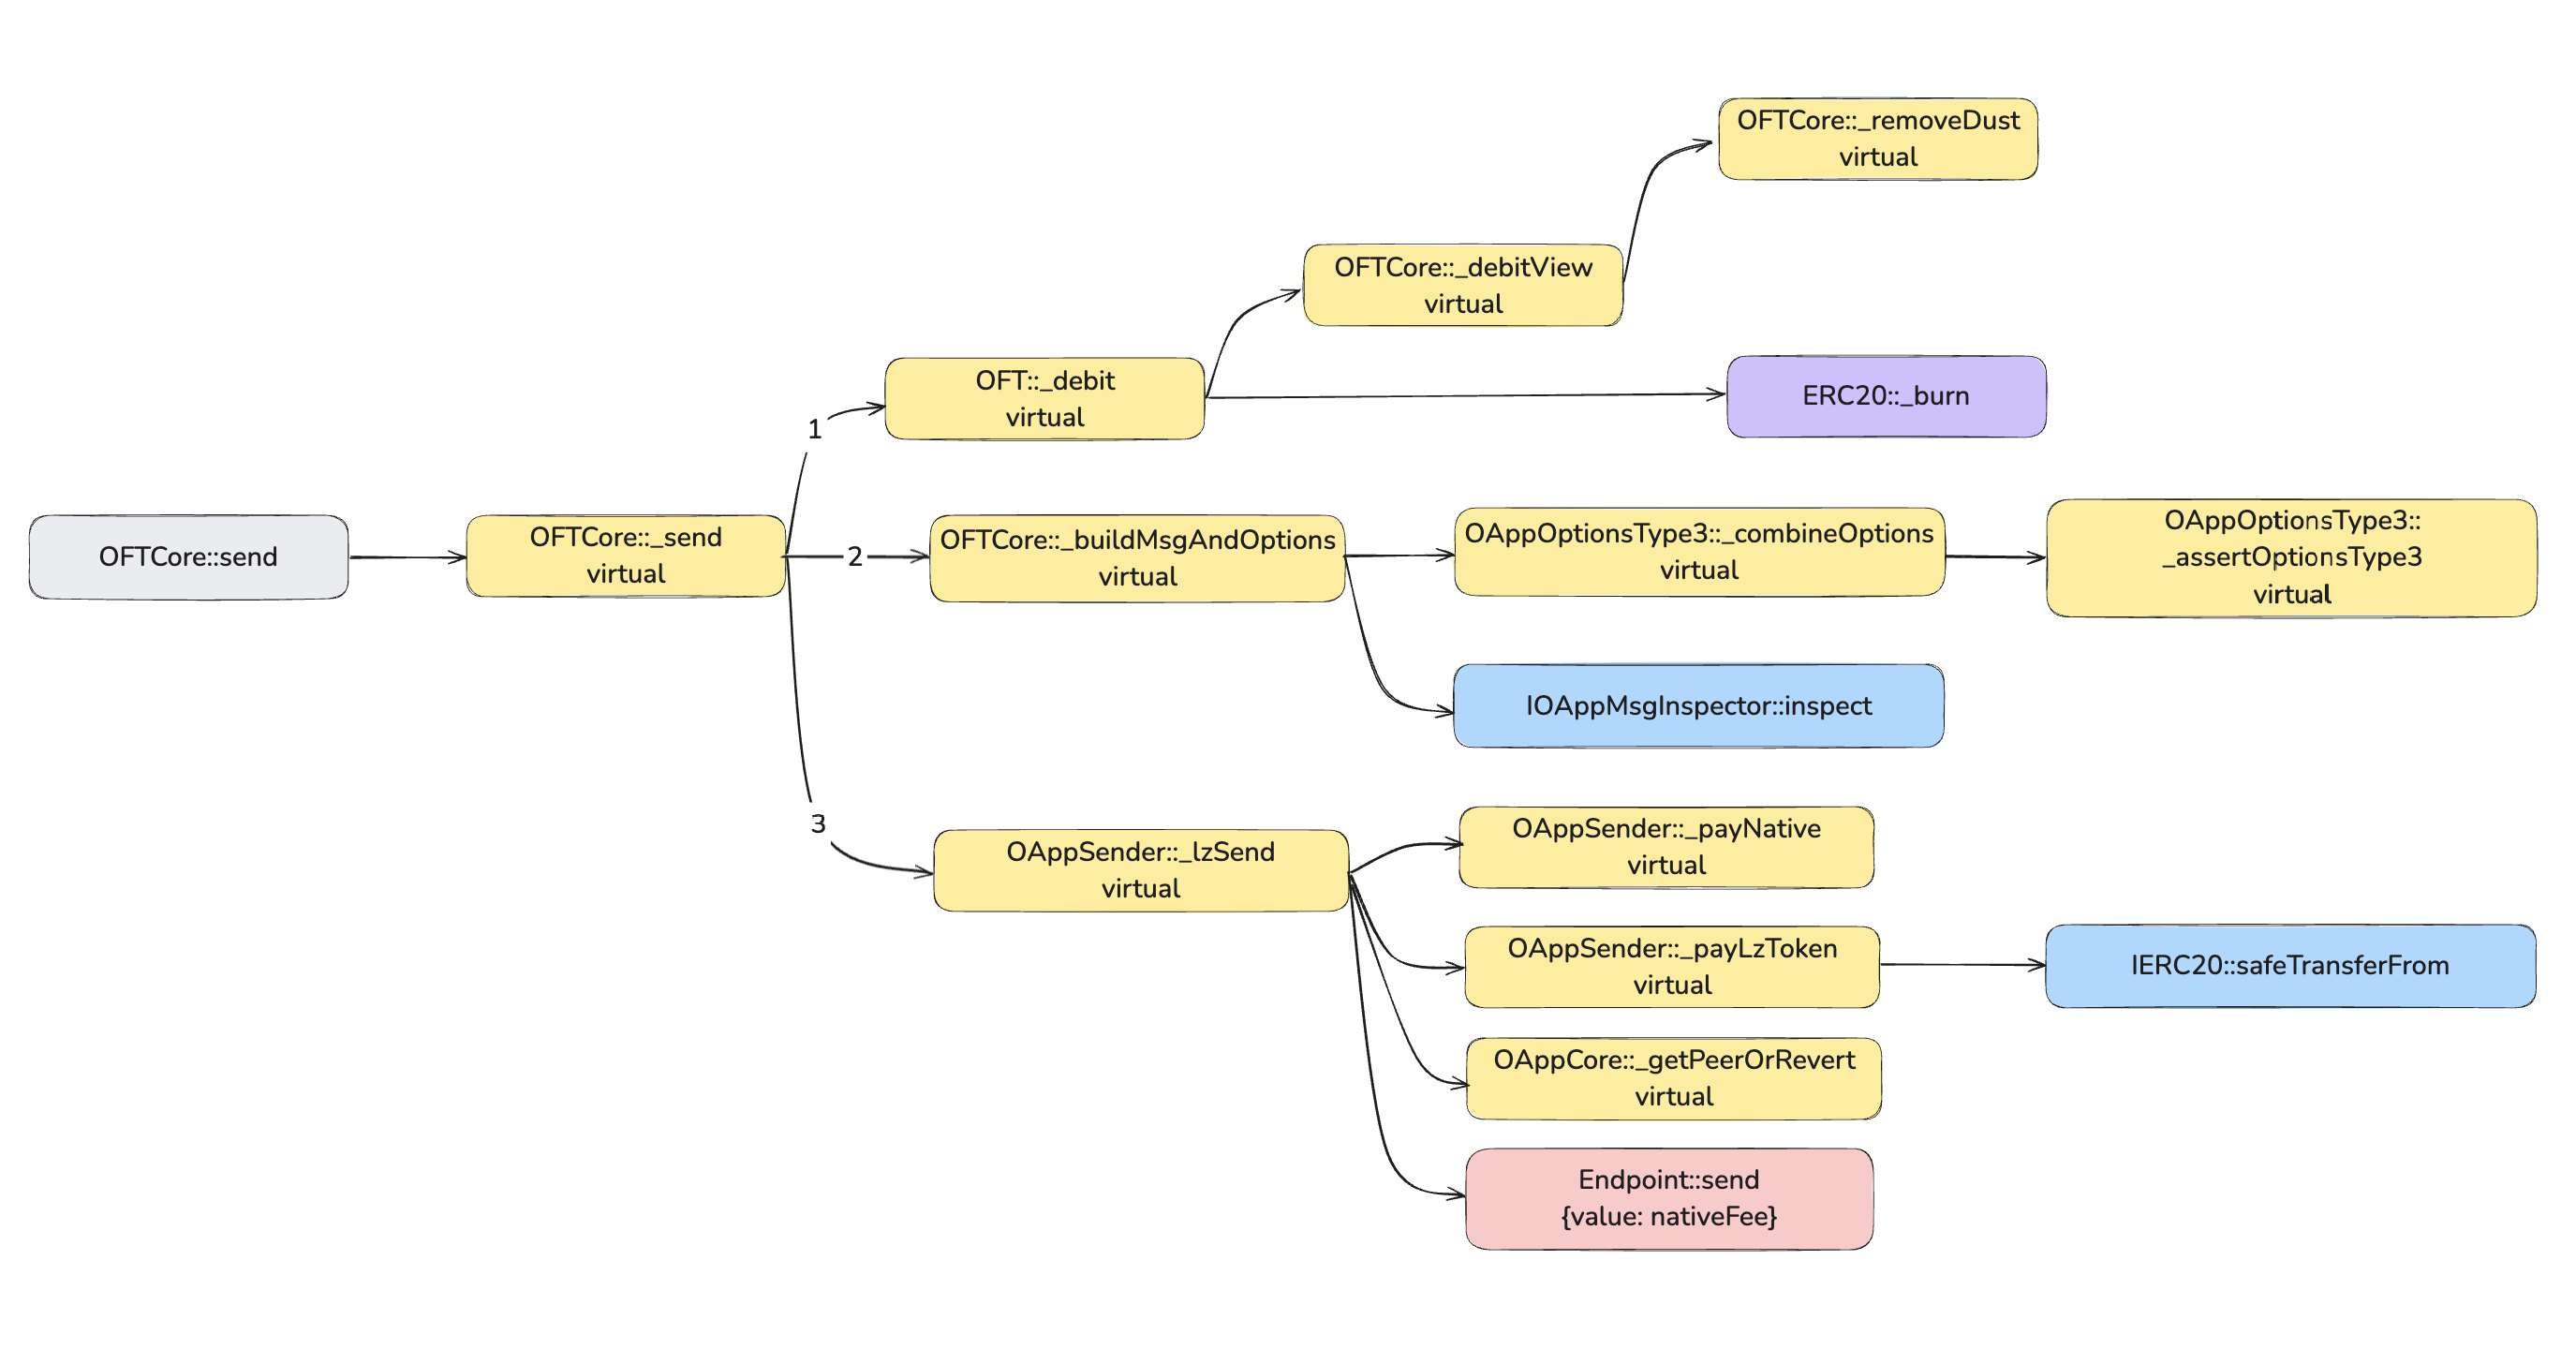 OFTCore::_removeDust
virtual
OFTCore::_debitView
virtual
OFT::_debit
virtual
ERC20::_burn
1
OFTCore::send
OFTCore::_send
virtual
2
OFTCore::_buildMsgAndOptions
virtual
OAppOptionsType3::_combineOptions
virtual
OAppOptionsType3::
_assertOptionsType3
virtual
IOAppMsgInspector::inspect
3
OAppSender::_lzSend
virtual
OAppSender::_payNative
virtual
OAppSender::_payLzToken
virtual
IERC20::safeTransferFrom
OAppCore::_getPeerOrRevert
virtual
Endpoint::send
{value: nativeFee}